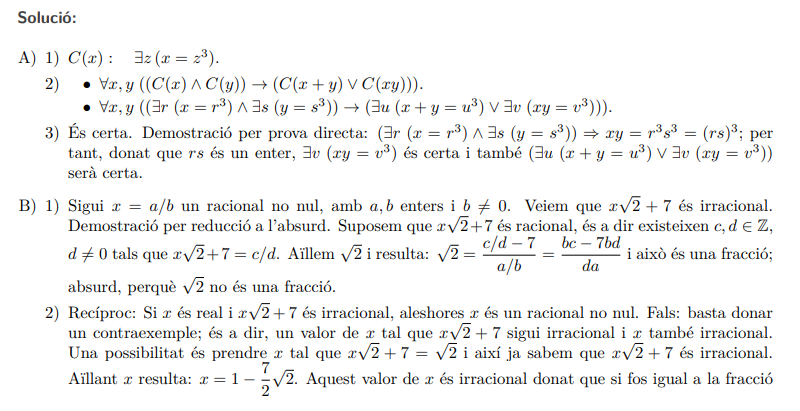 Solució:
A) 1) C(x) : ∃z (x = z³).
2) • ∀x, y ((C(x) ∧ C(y)) → (C(x + y) ∨ C(xy))).
• ∀x, y ((∃r (x = r³) ∧ ∃s (y = s³)) → (∃u (x + y = u³) ∨ ∃v (xy = v³))).
3) És certa. Demostració per prova directa: (∃r (x = r³) ∧ ∃s (y = s³)) ⇒ xy = r³s³ = (rs)³; per
tant, donat que rs és un enter, ∃v (xy = v³) és certa i també (∃u (x + y = u³) ∨ ∃v (xy = v³))
serà certa.
B) 1) Sigui x = a/b un racional no nul, amb a, b enters i b ≠ 0. Veiem que x√2 + 7 és irracional.
Demostració per reducció a l'absurd. Suposem que x√2+7 és racional, és a dir existeixen c, d ∈ ℤ,
d ≠ 0 tals que x√2+7 = c/d. Aïllem √2 i resulta: √2 = (c/d − 7)/(a/b) = (bc − 7bd)/(da) i això és una fracció;
absurd, perquè √2 no és una fracció.
2) Recíproc: Si x és real i x√2+7 és irracional, aleshores x és un racional no nul. Fals: basta donar
un contraexemple; és a dir, un valor de x tal que x√2 + 7 sigui irracional i x també irracional.
Una possibilitat és prendre x tal que x√2 + 7 = √2 i així ja sabem que x√2 + 7 és irracional.
Aïllant x resulta: x = 1 − 7/2 √2. Aquest valor de x és irracional donat que si fos igual a la fracció